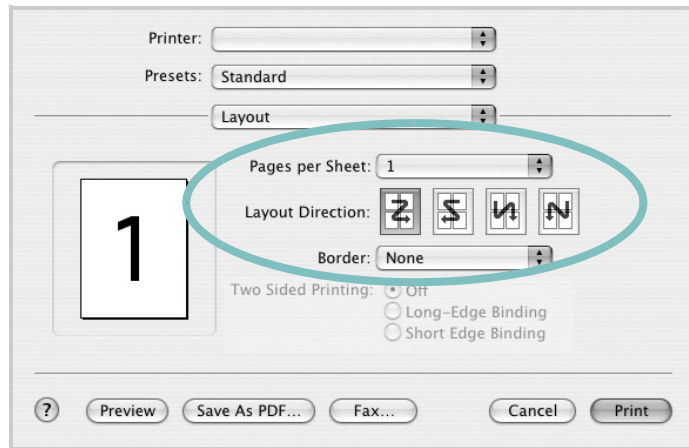 Printer:
Presets: Standard
Layout
Pages per Sheet: 1
Layout Direction:
Border: None
1
Two Sided Printing: Off
Long-Edge Binding
Short Edge Binding
? Preview Save As PDF... Fax... Cancel Print